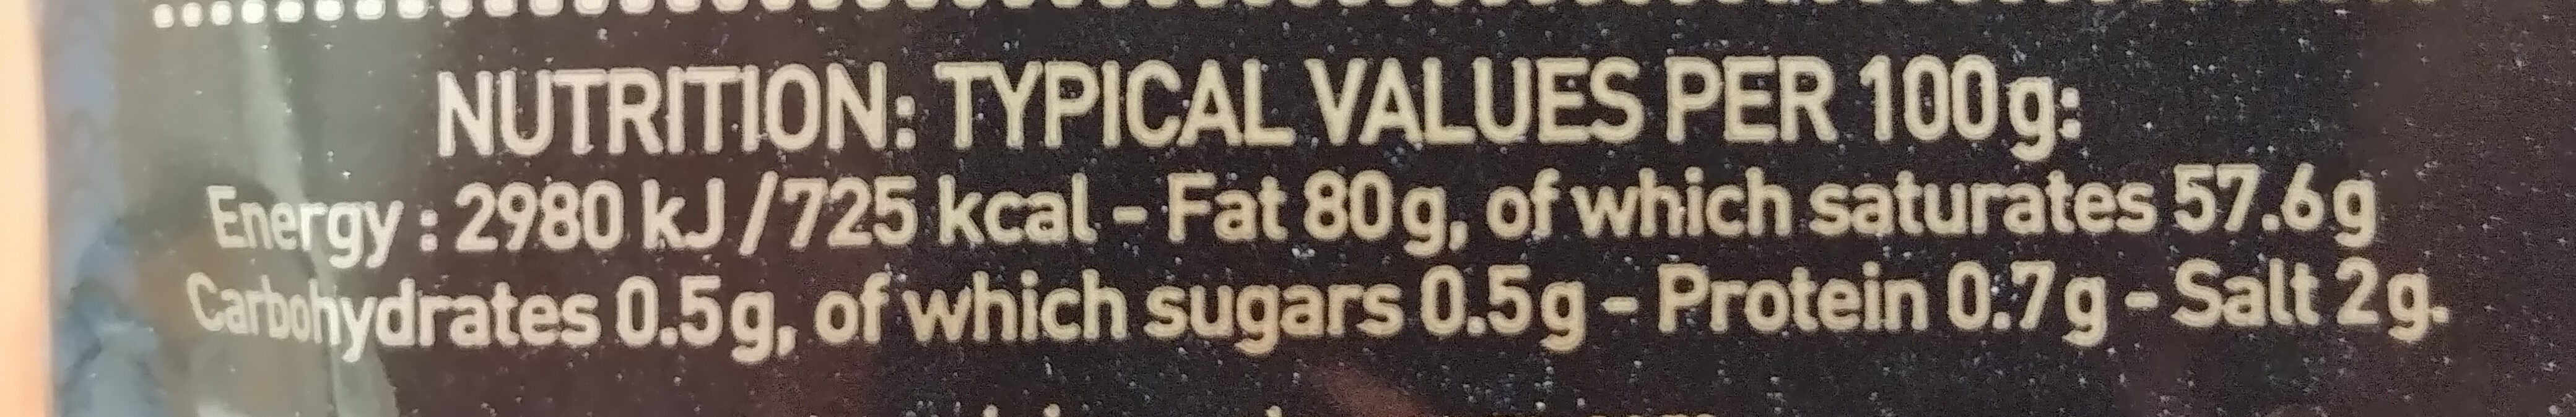 NUTRITION: TYPICAL VALUES PER 100g:
Energy : 2980 kJ / 725 kcal - Fat 80g, of which saturates 57.6g
Carbohydrates 0.5g, of which sugars 0.5g - Protein 0.7g - Salt 2g.